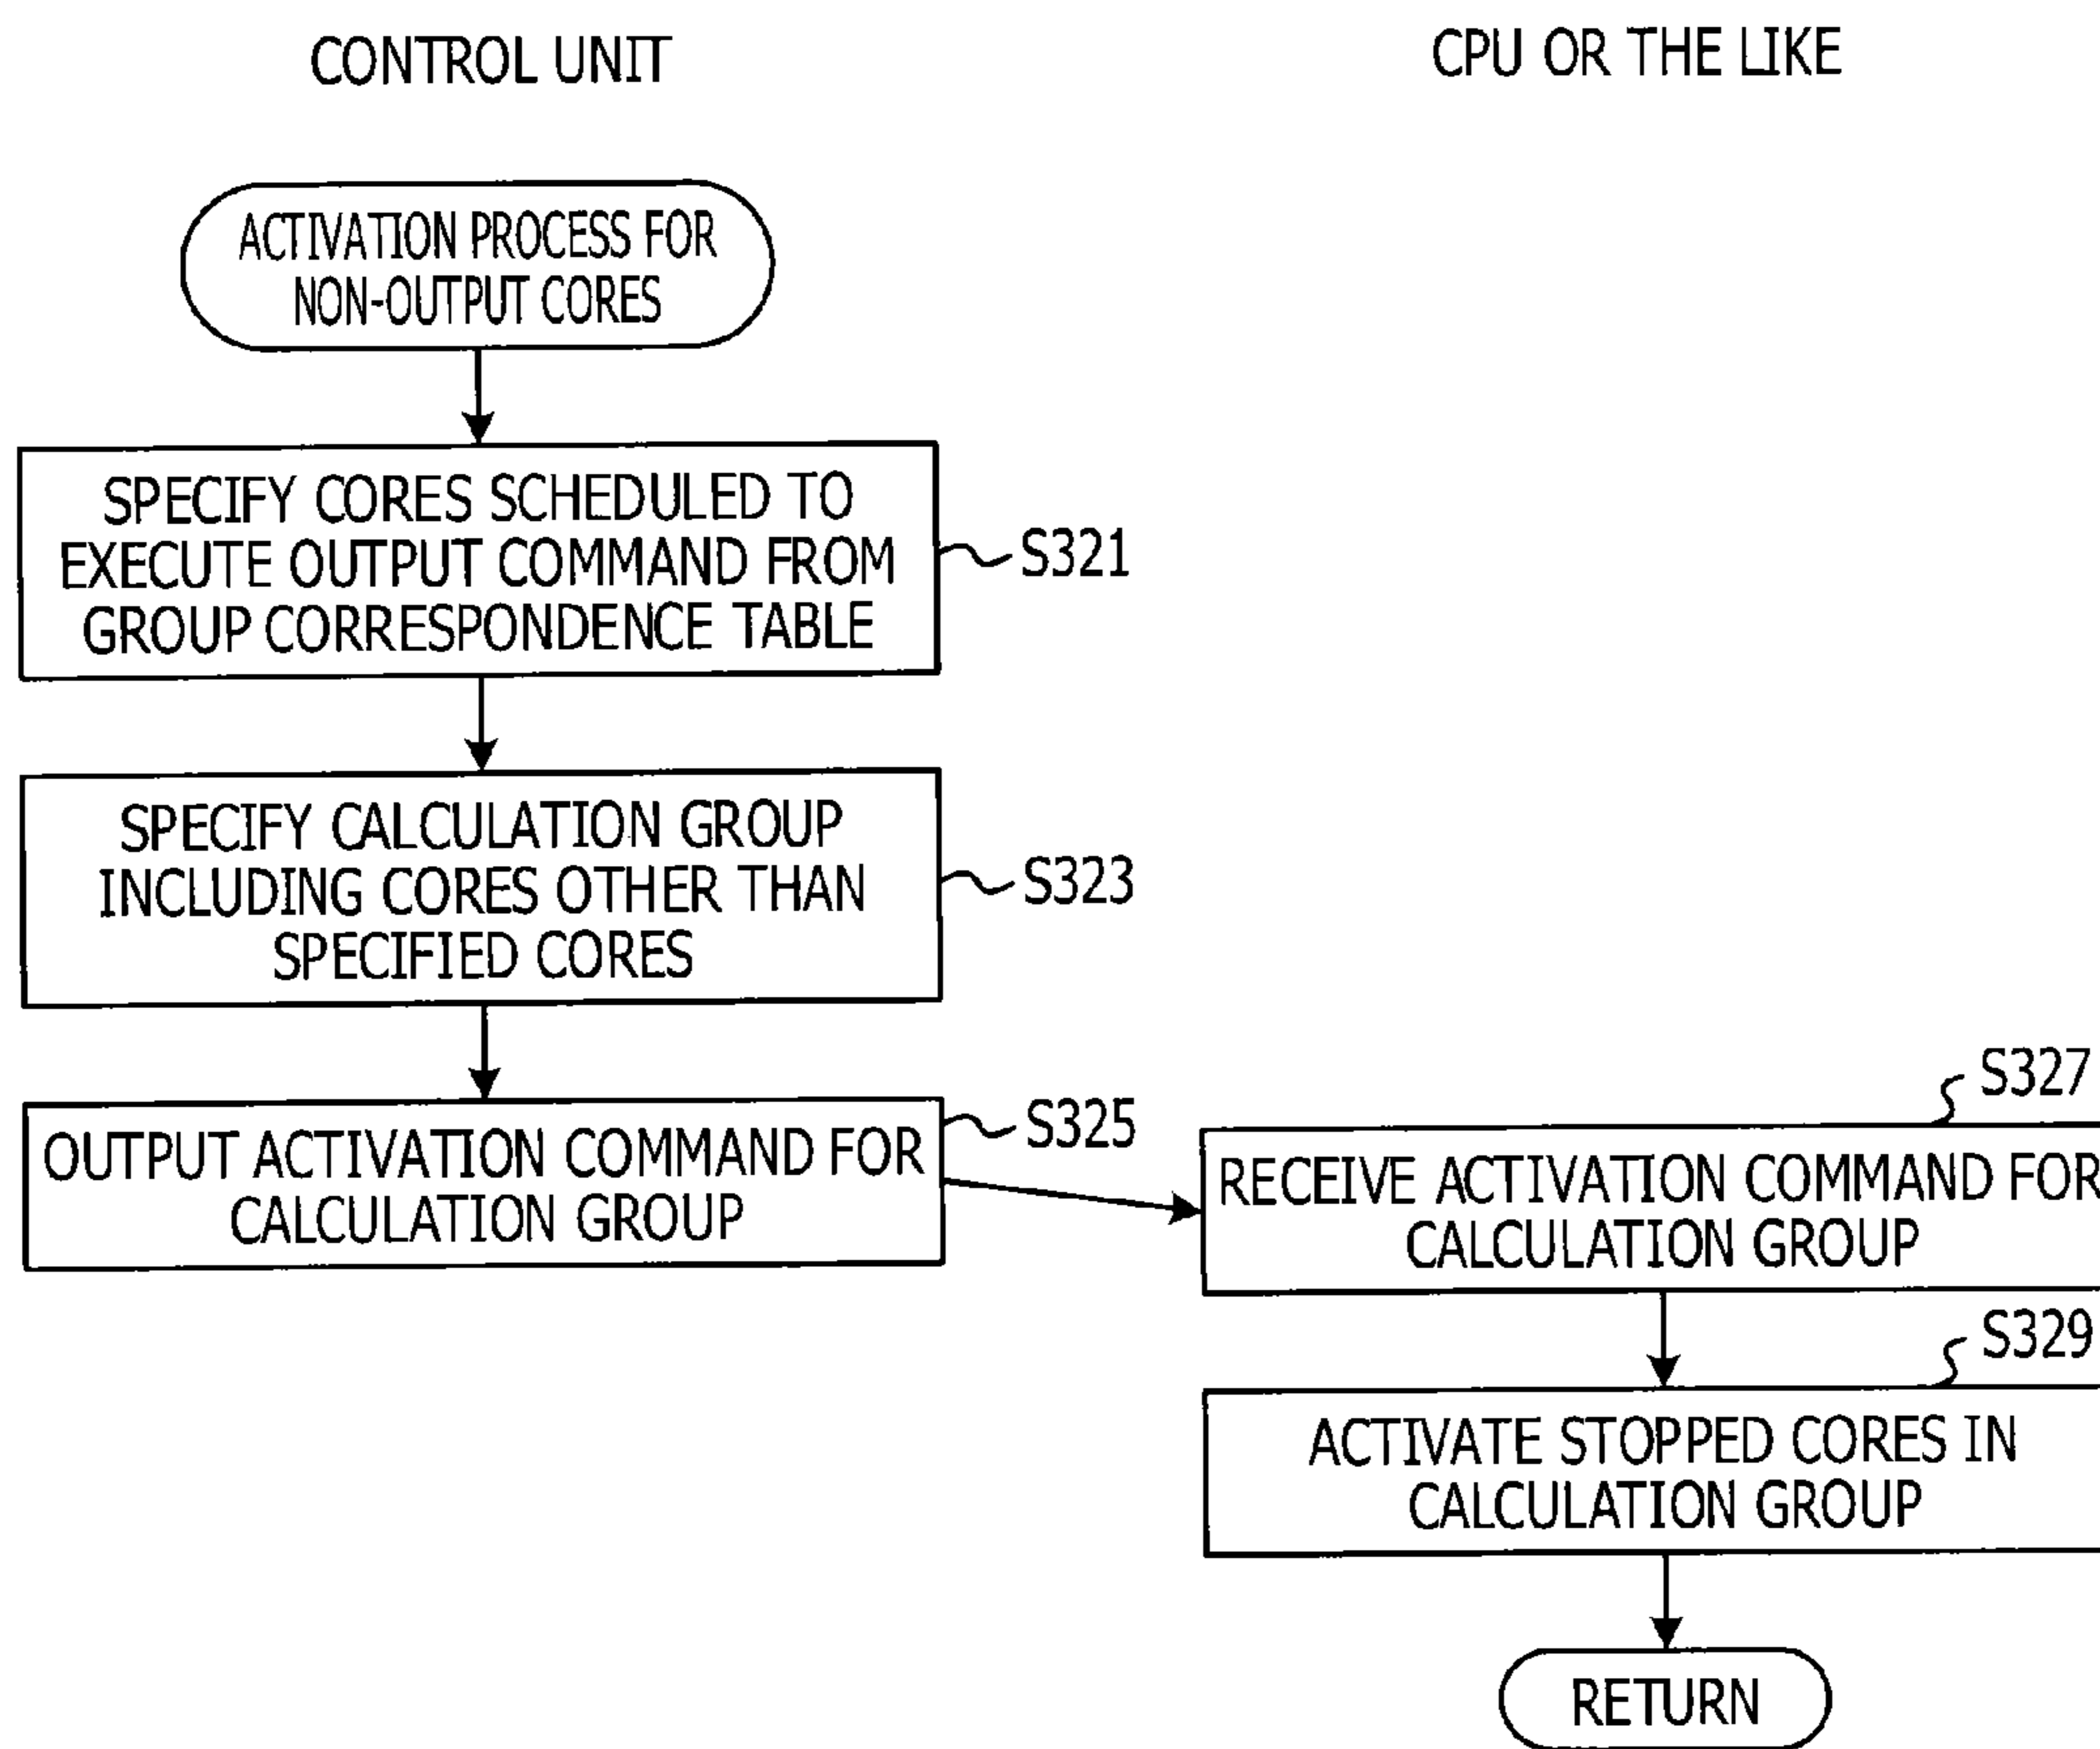 CONTROL UNIT
CPU OR THE LIKE
ACTIVATION PROCESS FOR
NON-OUTPUT CORES
SPECIFY CORES SCHEDULED TO
EXECUTE OUTPUT COMMAND FROM
GROUP CORRESPONDENCE TABLE
S321
SPECIFY CALCULATION GROUP
INCLUDING CORES OTHER THAN
SPECIFIED CORES
S323
OUTPUT ACTIVATION COMMAND FOR
CALCULATION GROUP
S325
S327
RECEIVE ACTIVATION COMMAND FOR
CALCULATION GROUP
S329
ACTIVATE STOPPED CORES IN
CALCULATION GROUP
RETURN